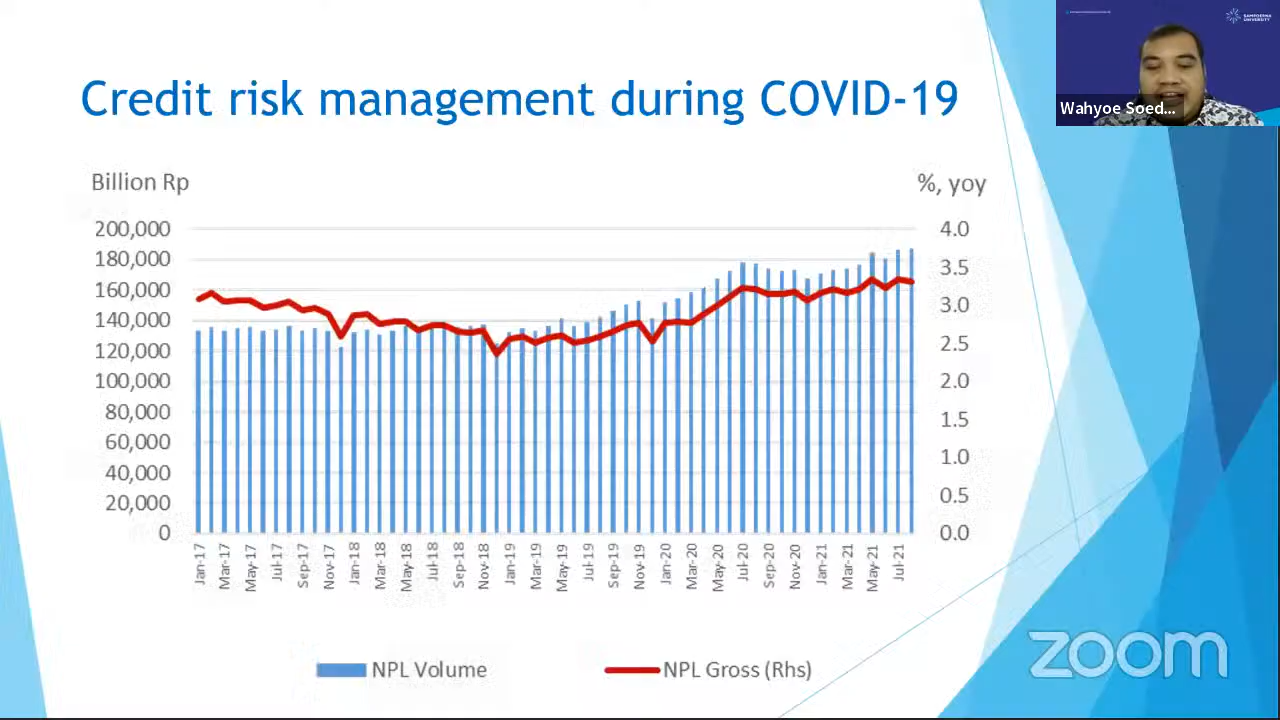 Credit risk management during COVID-19
SAMPOERNA
UNIVERSITY
Wahyoe Soed...
Billion Rp
%, yoy
200,000
180,000
160,000
140,000
120,000
100,000
80,000
60,000
40,000
20,000
0
4.0
3.5
3.0
2.5
2.0
1.5
1.0
0.5
0.0
Jan-17
Mar-17
May-17
Jul-17
Sep-17
Nov-17
Jan-18
Mar-18
May-18
Jul-18
Sep-18
Nov-18
Jan-19
Mar-19
May-19
Jul-19
Sep-19
Nov-19
Jan-20
Mar-20
May-20
Jul-20
Sep-20
Nov-20
Jan-21
Mar-21
May-21
Jul-21
NPL Volume
NPL Gross (Rhs)
zoom